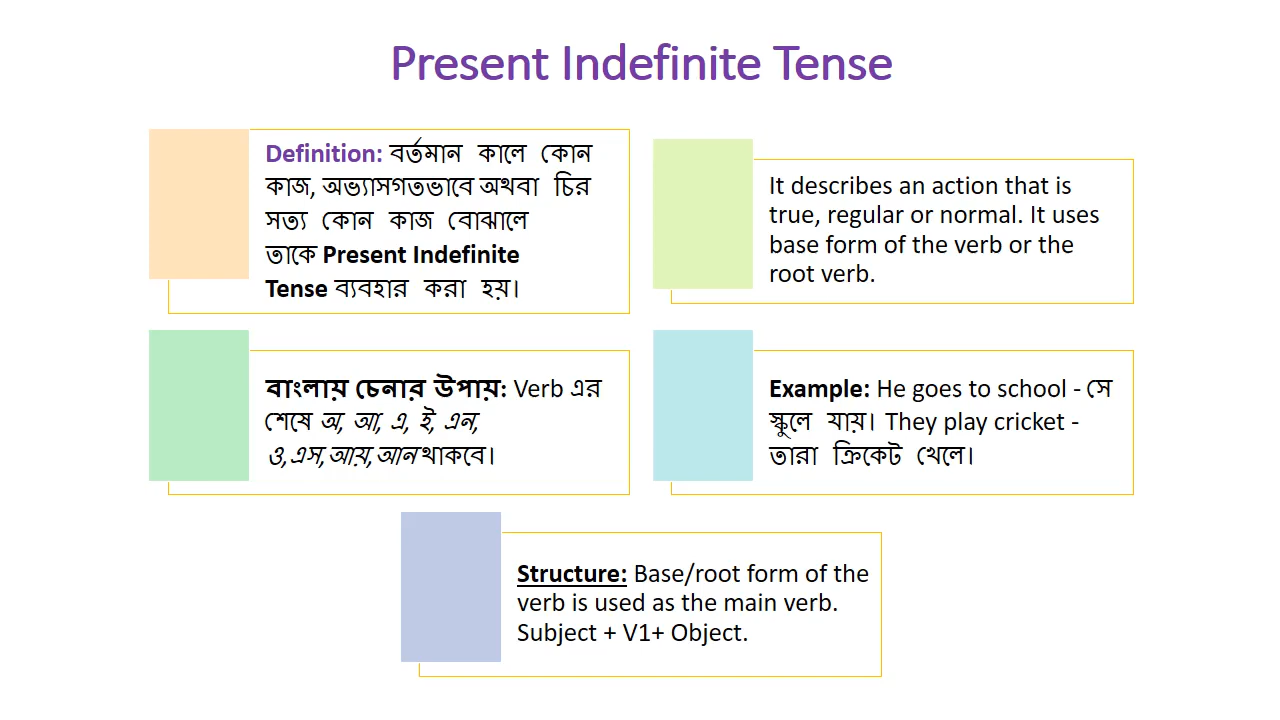 Present Indefinite Tense
Definition: বর্তমান কালে কোন
কাজ, অভ্যাসগতভাবে অথবা চির
সত্য কোন কাজ বোঝালে
তাকে Present Indefinite
Tense ব্যবহার করা হয়।
It describes an action that is
true, regular or normal. It uses
base form of the verb or the
root verb.
বাংলায় চেনার উপায়: Verb এর
শেষে অ, আ, এ, ই, এন,
ও,এস,আয়,আন থাকবে।
Example: He goes to school - সে
স্কুলে যায়। They play cricket -
তারা ক্রিকেট খেলে।
Structure: Base/root form of the
verb is used as the main verb.
Subject + V1+ Object.